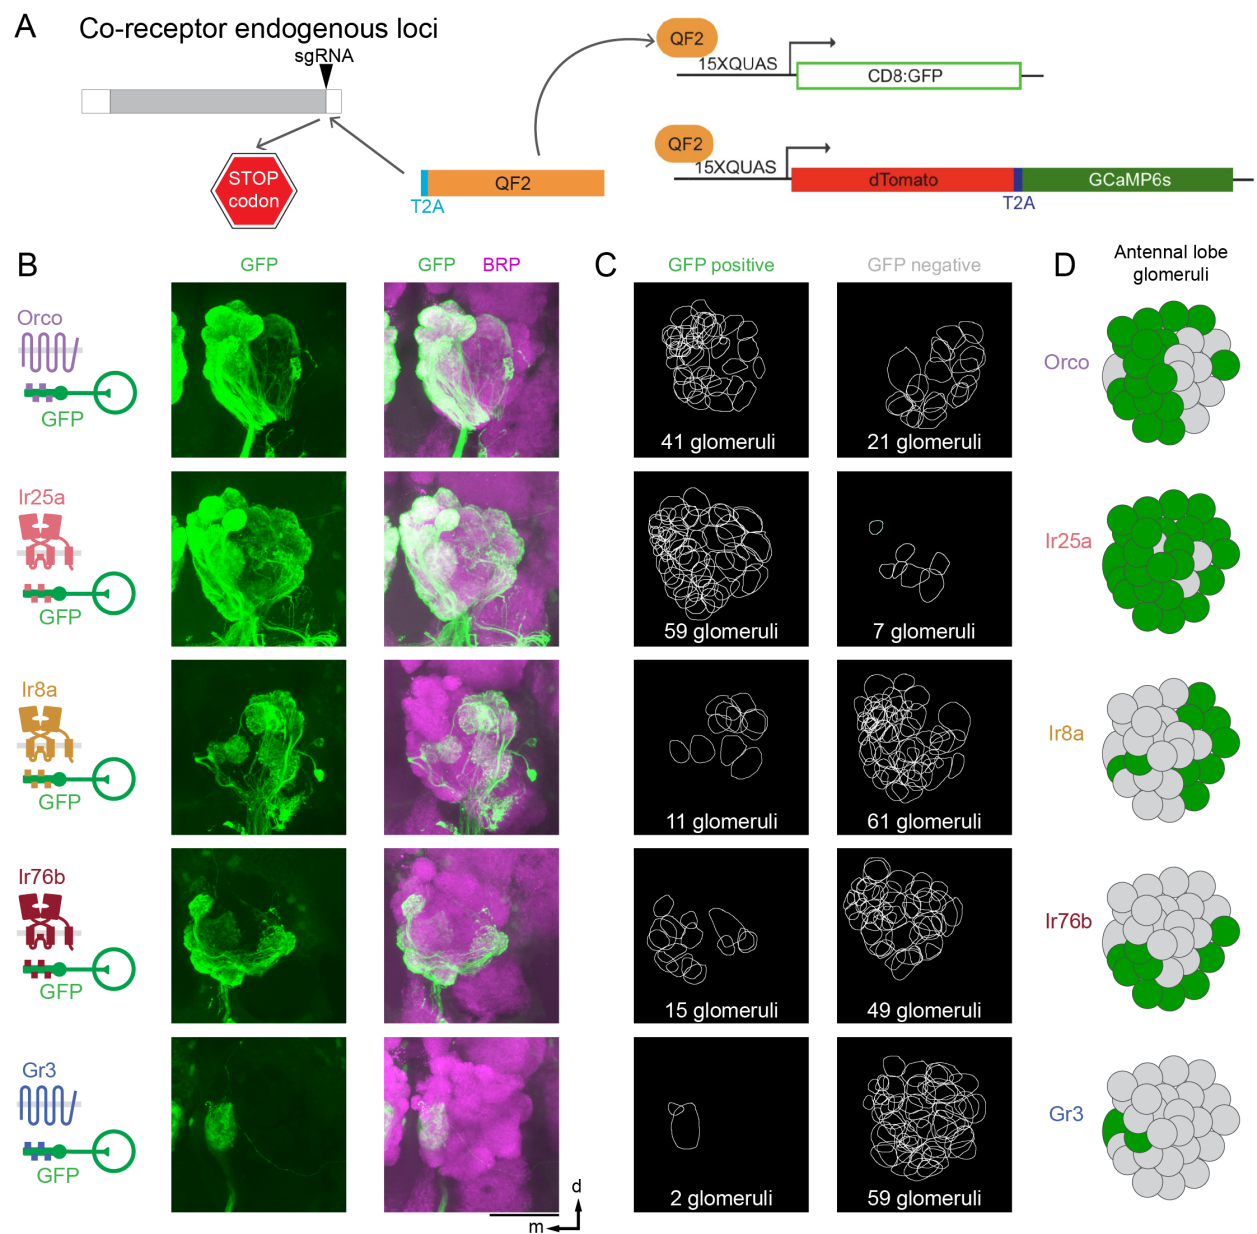 A
Co-receptor endogenous loci
sgRNA
STOP
codon
T2A
QF2
QF2
15XQUAS
CD8:GFP
QF2
15XQUAS
dTomato
T2A
GCaMP6s
B
GFP
GFP BRP
C
GFP positive
GFP negative
D
Antennal lobe
glomeruli
Orco
GFP
41 glomeruli
21 glomeruli
Orco
Ir25a
GFP
59 glomeruli
7 glomeruli
Ir25a
Ir8a
GFP
11 glomeruli
61 glomeruli
Ir8a
Ir76b
GFP
15 glomeruli
49 glomeruli
Ir76b
Gr3
GFP
2 glomeruli
59 glomeruli
Gr3
d
m